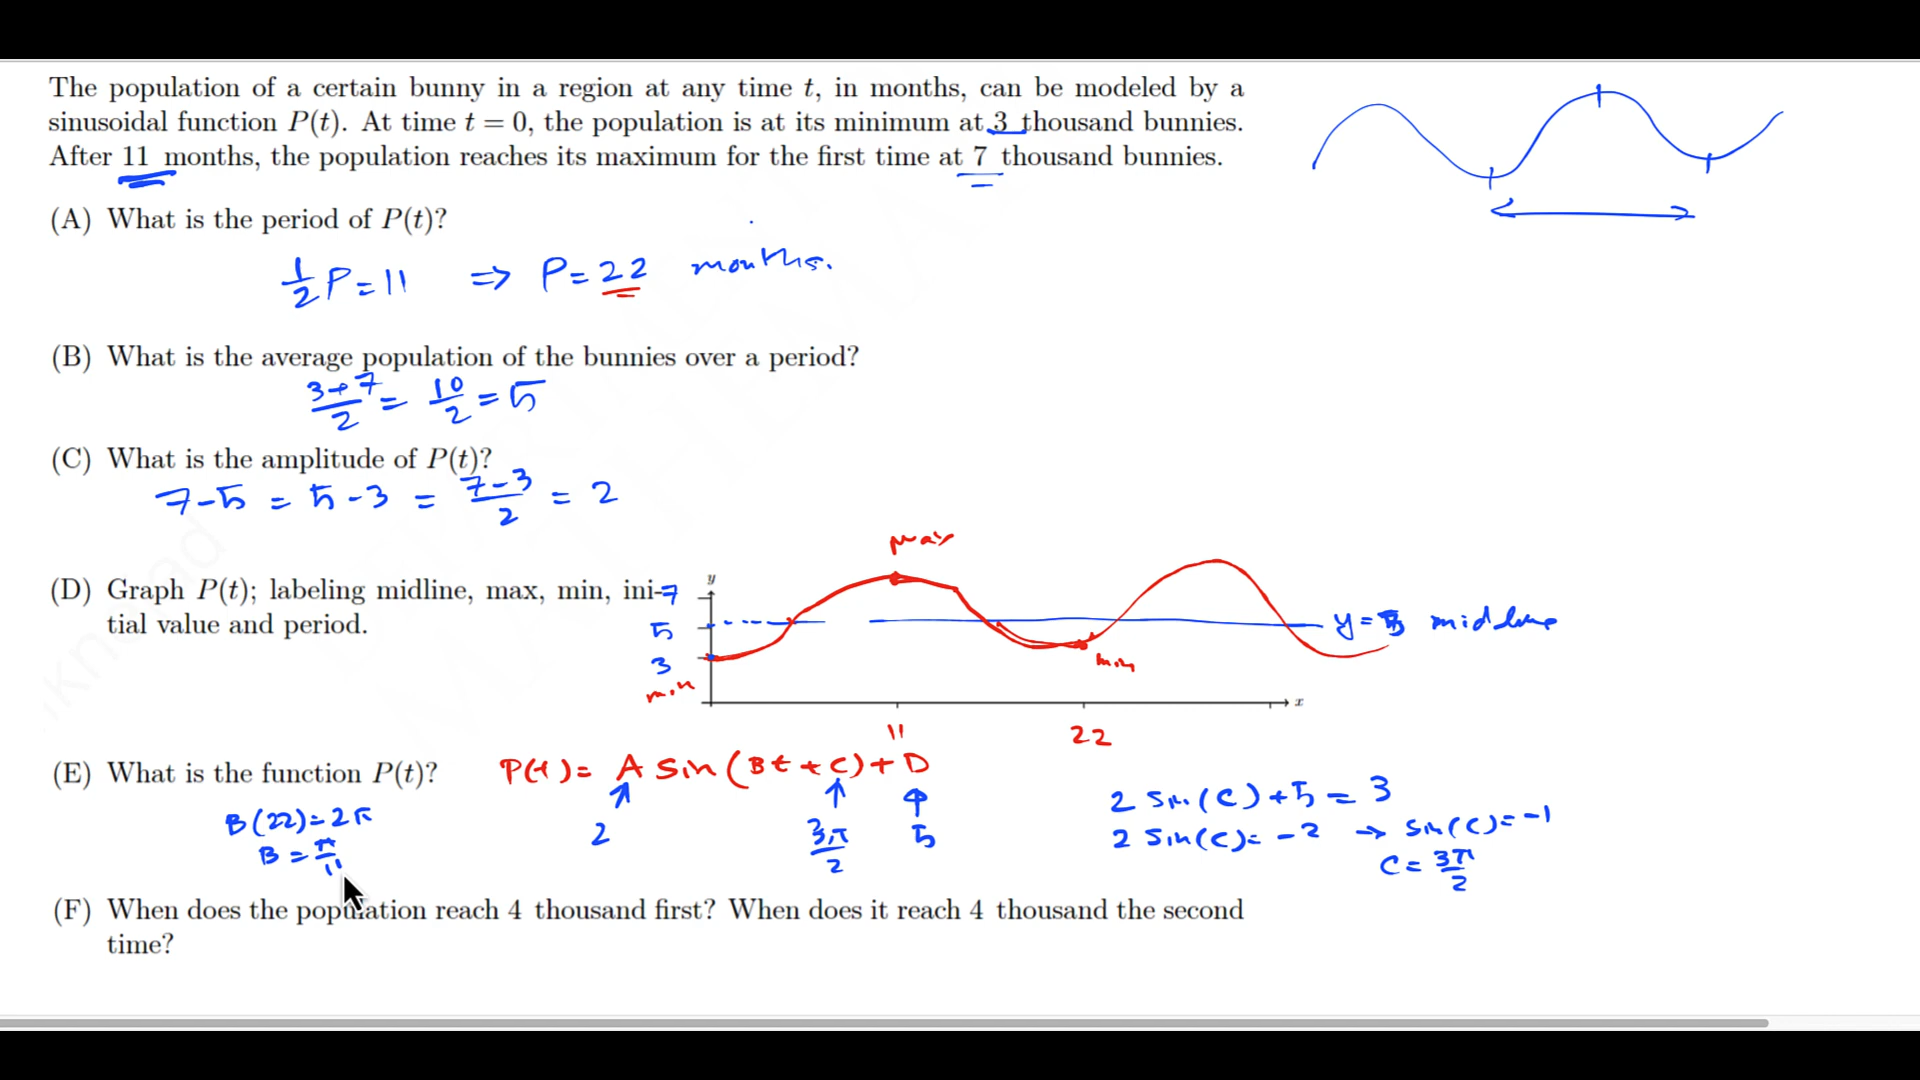 The population of a certain bunny in a region at any time t, in months, can be modeled by a
sinusoidal function P(t). At time t = 0, the population is at its minimum at 3 thousand bunnies.
After 11 months, the population reaches its maximum for the first time at 7 thousand bunnies.
(A) What is the period of P(t)?
1/2 P = 11 ⇒ P = 22 months.
(B) What is the average population of the bunnies over a period?
3+7/2 = 10/2 = 5
(C) What is the amplitude of P(t)?
7-5 = 5-3 = 7-3/2 = 2
(D) Graph P(t); labeling midline, max, min, ini-
tial value and period.
max
y
7
5
3
min
y = 5 midline
min
x
11
22
(E) What is the function P(t)?
P(t) = A sin(Bt + C) + D
2
3π/2
5
B(22) = 2π
B = π/11
2 sin(C) + 5 = 3
2 sin(C) = -2 → sin(C) = -1
C = 3π/2
(F) When does the population reach 4 thousand first? When does it reach 4 thousand the second
time?